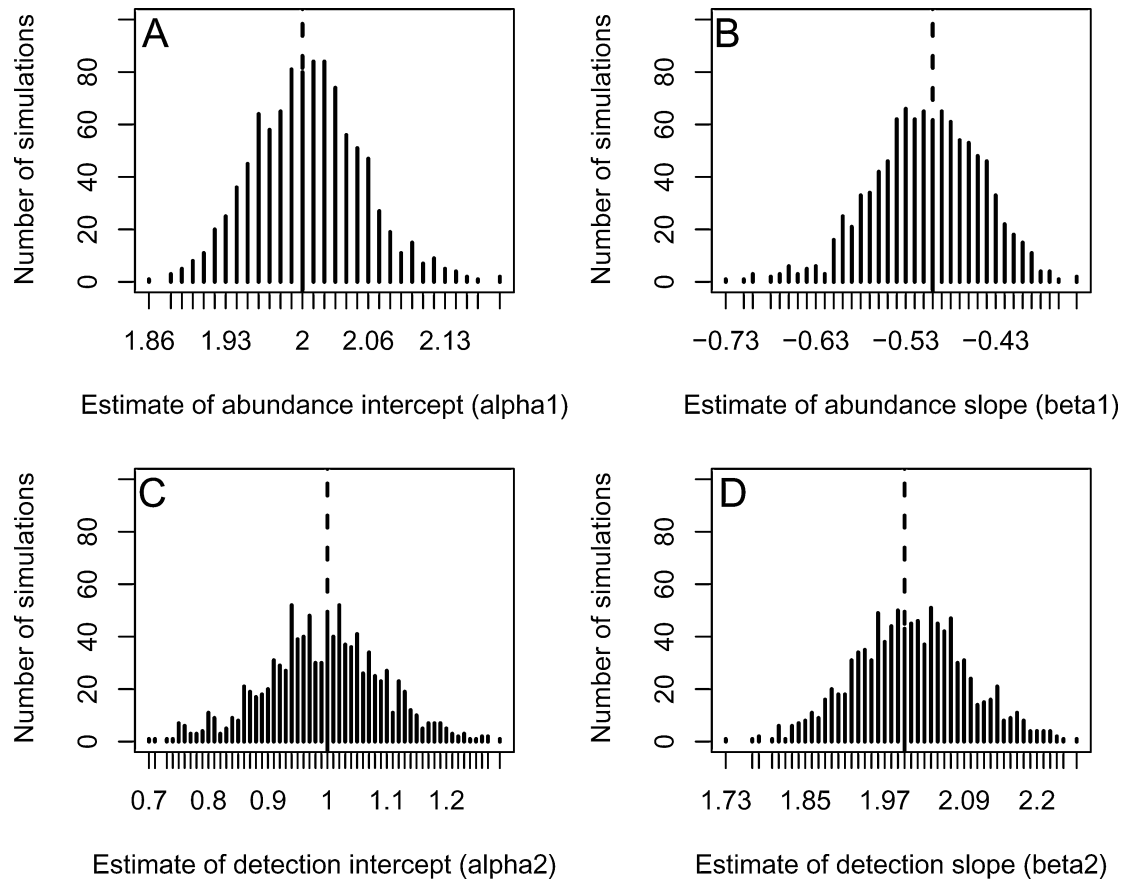 A
Number of simulations
80
60
40
20
0
1.86 1.93 2 2.06 2.13
Estimate of abundance intercept (alpha1)
B
Number of simulations
80
60
40
20
0
−0.73 −0.63 −0.53 −0.43
Estimate of abundance slope (beta1)
C
Number of simulations
80
60
40
20
0
0.7 0.8 0.9 1 1.1 1.2
Estimate of detection intercept (alpha2)
D
Number of simulations
80
60
40
20
0
1.73 1.85 1.97 2.09 2.2
Estimate of detection slope (beta2)